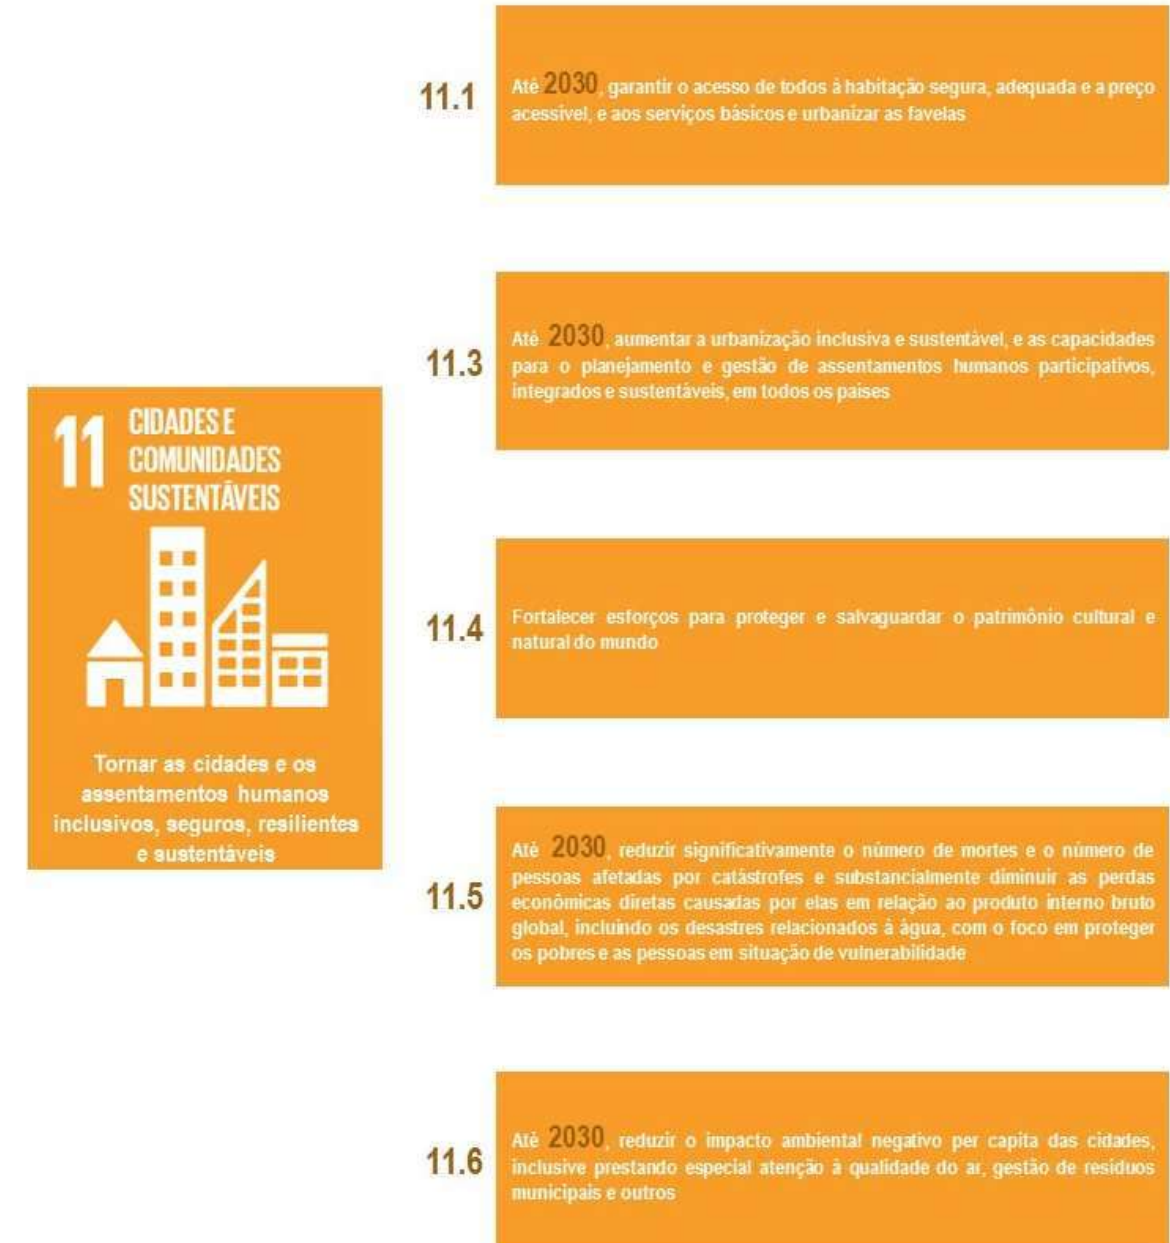 11.1
Até 2030, garantir o acesso de todos à habitação segura, adequada e a preço
acessível, e aos serviços básicos e urbanizar as favelas
11.3
Até 2030, aumentar a urbanização inclusiva e sustentável, e as capacidades
para o planejamento e gestão de assentamentos humanos participativos,
integrados e sustentáveis, em todos os países
11
CIDADES E
COMUNIDADES
SUSTENTÁVEIS
Tornar as cidades e os
assentamentos humanos
inclusivos, seguros, resilientes
e sustentáveis
11.4
Fortalecer esforços para proteger e salvaguardar o patrimônio cultural e
natural do mundo
11.5
Até 2030, reduzir significativamente o número de mortes e o número de
pessoas afetadas por catástrofes e substancialmente diminuir as perdas
econômicas diretas causadas por elas em relação ao produto interno bruto
global, incluindo os desastres relacionados à água, com o foco em proteger
os pobres e as pessoas em situação de vulnerabilidade
11.6
Até 2030, reduzir o impacto ambiental negativo per capita das cidades,
inclusive prestando especial atenção à qualidade do ar, gestão de resíduos
municipais e outros